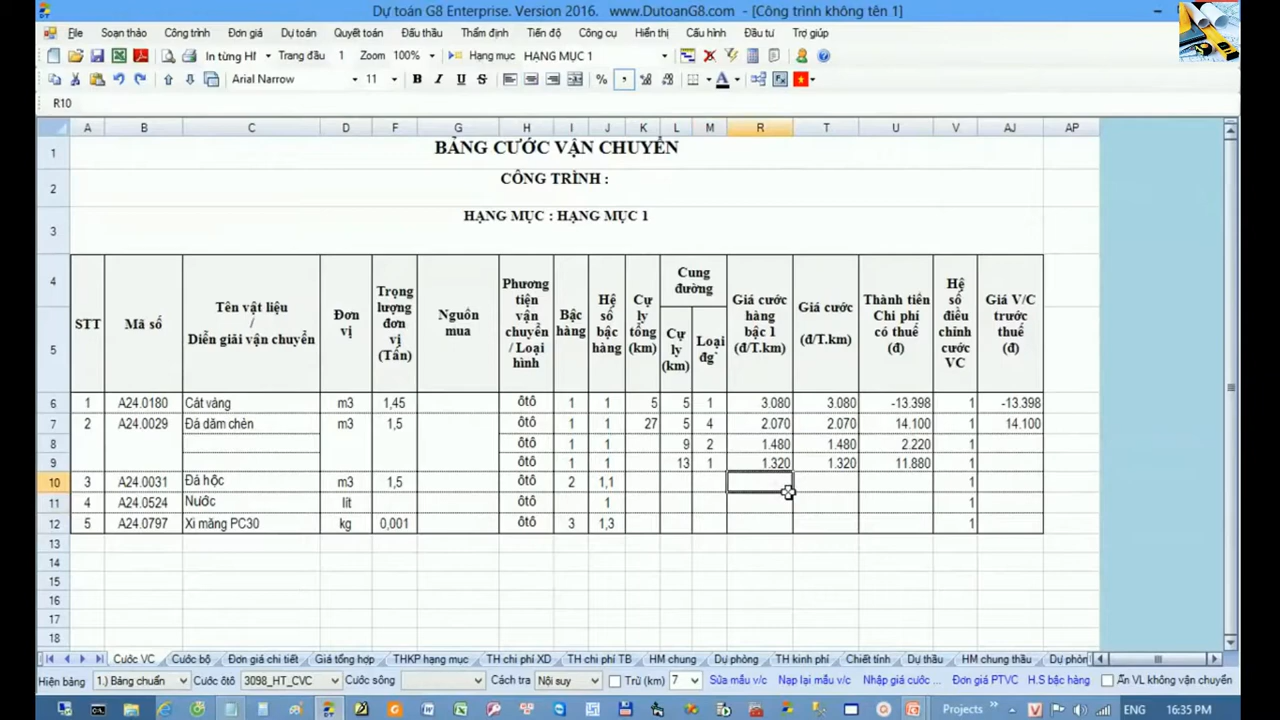 Dự toán G8 Enterprise. Version 2016. www.DutoanG8.com - [Công trình không tên 1]
File Soạn thảo Công trình Đơn giá Dự toán Quyết toán Đấu thầu Thẩm định Tiến độ Công cụ Hiển thị Cấu hình Đầu tư Trợ giúp
In từng HM Trang đầu 1 Zoom 100% Hạng mục HẠNG MỤC 1
Arial Narrow 11 B I U S % ,
R10
A B C D F G H I J K L M R T U V AJ AP
1 BẢNG CƯỚC VẬN CHUYỂN
2 CÔNG TRÌNH :
3 HẠNG MỤC : HẠNG MỤC 1
4
5
STT
Mã số
Tên vật liệu / Diễn giải vận chuyển
Đơn vị
Trọng lượng đơn vị (Tấn)
Nguồn mua
Phương tiện vận chuyển / Loại hình
Bậc hàng
Hệ số bậc hàng
Cự ly tổng (km)
Cung đường
Cự ly (km)
Loại đg
Giá cước hàng bậc 1 (đ/T.km)
Giá cước (đ/T.km)
Thành tiền Chi phí có thuế (đ)
Hệ số điều chỉnh cước VC
Giá V/C trước thuế (đ)
6 1 A24.0180 Cát vàng m3 1,45 ôtô 1 1 5 5 1 3.080 3.080 -13.398 1 -13.398
7 2 A24.0029 Đá dăm chèn m3 1,5 ôtô 1 1 27 5 4 2.070 2.070 14.100 1 14.100
8 ôtô 1 1 9 2 1.480 1.480 2.220 1
9 ôtô 1 1 13 1 1.320 1.320 11.880 1
10 3 A24.0031 Đá hộc m3 1,5 ôtô 2 1,1 1
11 4 A24.0524 Nước lít ôtô 1 1
12 5 A24.0797 Xi măng PC30 kg 0,001 ôtô 3 1,3 1
13
14
15
16
17
18
Cước VC Cước bộ Đơn giá chi tiết Giá tổng hợp THKP hạng mục TH chi phí XD TH chi phí TB HM chung Dự phòng TH kinh phí Chiết tính Dự thầu HM chung thầu Dự phòn
Hiện bảng 1.) Bảng chuẩn Cước ôtô 3098_HT_CVC Cước sông Cách tra Nội suy Trừ (km) 7 Sửa mẫu v/c Nạp lại mẫu v/c Nhập giá cước ... Đơn giá PTVC H.S bậc hàng Ẩn VL không vận chuyển
Projects ENG 16:35 PM